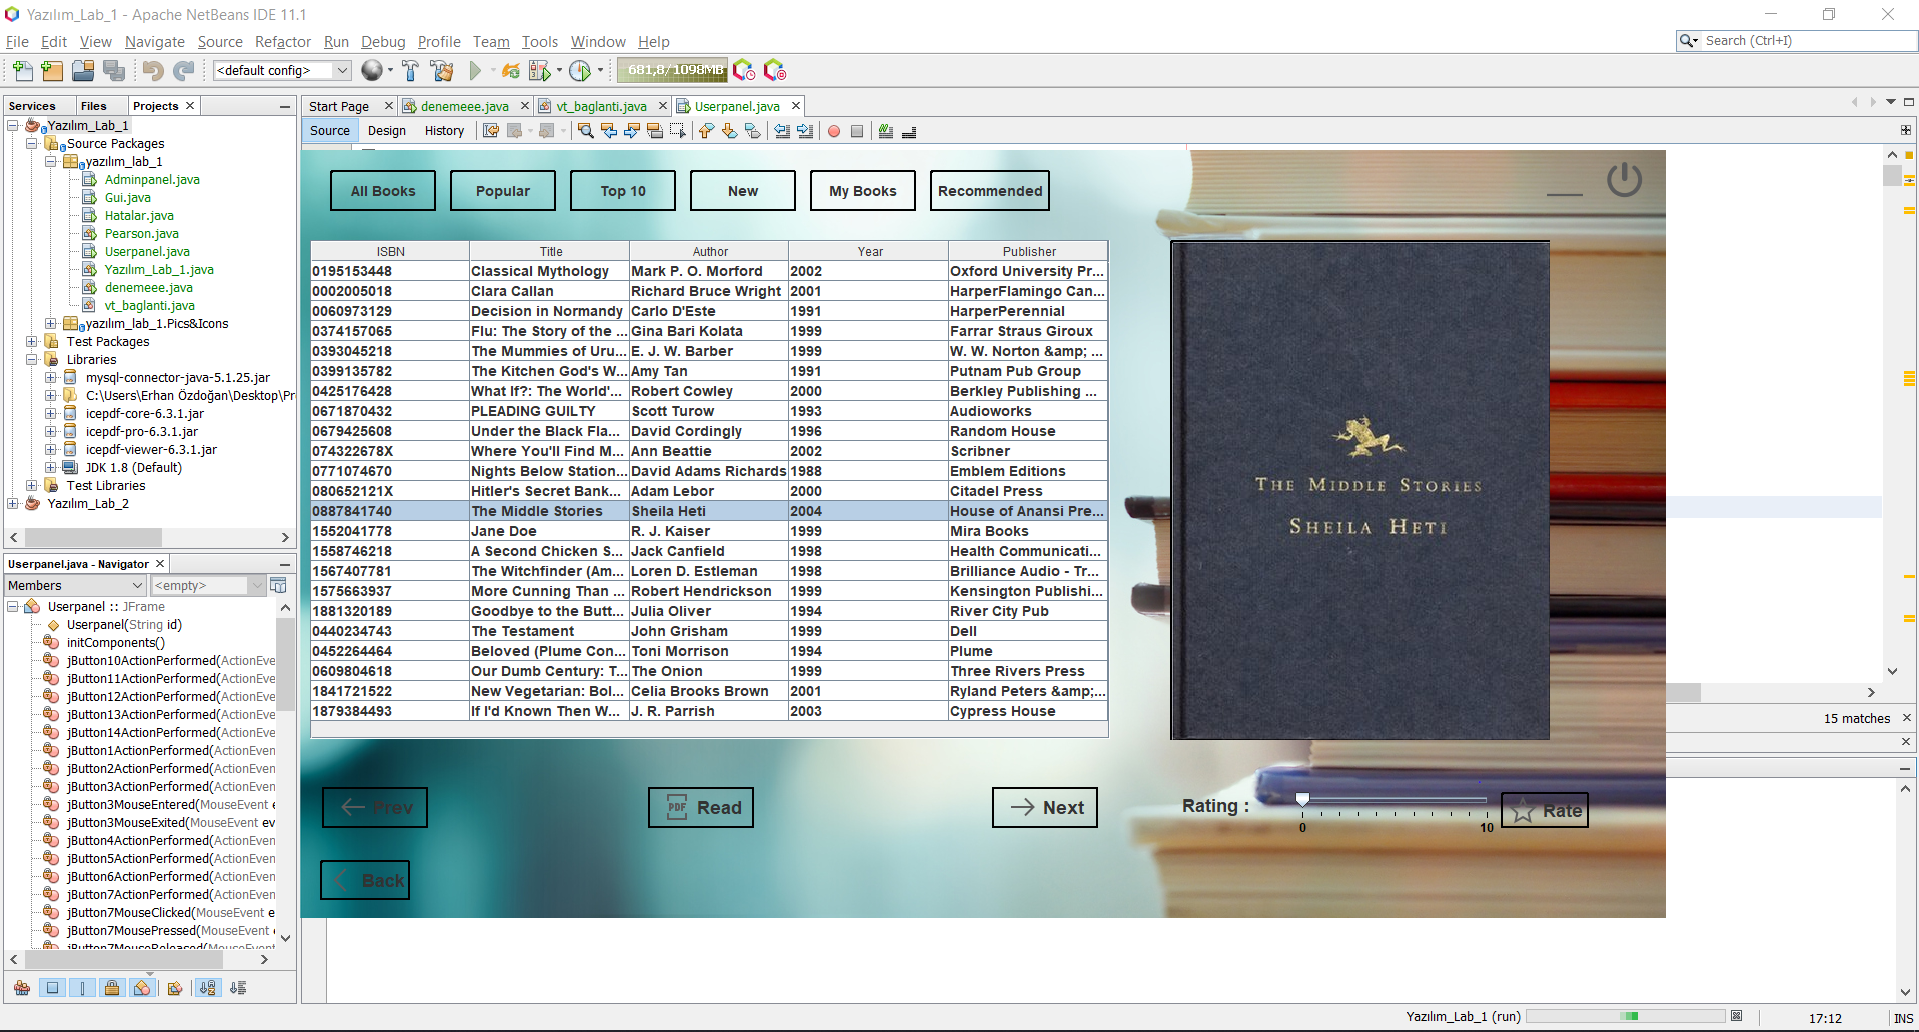 Yazılım_Lab_1 - Apache NetBeans IDE 11.1
File Edit View Navigate Source Refactor Run Debug Profile Team Tools Window Help
Search (Ctrl+I)
<default config>
681,8/1098MB
Services Files Projects
Start Page denemeee.java vt_baglanti.java Userpanel.java
Source Design History
Yazılım_Lab_1
Source Packages
yazılım_lab_1
Adminpanel.java
Gui.java
Hatalar.java
Pearson.java
Userpanel.java
Yazılım_Lab_1.java
denemeee.java
vt_baglanti.java
yazılım_lab_1.Pics&Icons
Test Packages
Libraries
mysql-connector-java-5.1.25.jar
C:\Users\Erhan Özdoğan\Desktop\Pr
icepdf-core-6.3.1.jar
icepdf-pro-6.3.1.jar
icepdf-viewer-6.3.1.jar
JDK 1.8 (Default)
Test Libraries
Yazılım_Lab_2
Userpanel.java - Navigator
Members <empty>
Userpanel :: JFrame
Userpanel(String id)
initComponents()
jButton10ActionPerformed(ActionEve
jButton11ActionPerformed(ActionEve
jButton12ActionPerformed(ActionEve
jButton13ActionPerformed(ActionEve
jButton14ActionPerformed(ActionEve
jButton1ActionPerformed(ActionEven
jButton2ActionPerformed(ActionEven
jButton3ActionPerformed(ActionEven
jButton3MouseEntered(MouseEvent e
jButton3MouseExited(MouseEvent ev
jButton4ActionPerformed(ActionEven
jButton5ActionPerformed(ActionEven
jButton6ActionPerformed(ActionEven
jButton7ActionPerformed(ActionEven
jButton7MouseClicked(MouseEvent e
jButton7MousePressed(MouseEvent
jButton7MouseReleased(MouseEvent
All Books Popular Top 10 New My Books Recommended
ISBN Title Author Year Publisher
0195153448 Classical Mythology Mark P. O. Morford 2002 Oxford University Pr...
0002005018 Clara Callan Richard Bruce Wright 2001 HarperFlamingo Can...
0060973129 Decision in Normandy Carlo D'Este 1991 HarperPerennial
0374157065 Flu: The Story of the ... Gina Bari Kolata 1999 Farrar Straus Giroux
0393045218 The Mummies of Uru... E. J. W. Barber 1999 W. W. Norton &amp; ...
0399135782 The Kitchen God's W... Amy Tan 1991 Putnam Pub Group
0425176428 What If?: The World'... Robert Cowley 2000 Berkley Publishing ...
0671870432 PLEADING GUILTY Scott Turow 1993 Audioworks
0679425608 Under the Black Fla... David Cordingly 1996 Random House
074322678X Where You'll Find M... Ann Beattie 2002 Scribner
0771074670 Nights Below Station... David Adams Richards 1988 Emblem Editions
080652121X Hitler's Secret Bank... Adam Lebor 2000 Citadel Press
0887841740 The Middle Stories Sheila Heti 2004 House of Anansi Pre...
1552041778 Jane Doe R. J. Kaiser 1999 Mira Books
1558746218 A Second Chicken S... Jack Canfield 1998 Health Communicati...
1567407781 The Witchfinder (Am... Loren D. Estleman 1998 Brilliance Audio - Tr...
1575663937 More Cunning Than ... Robert Hendrickson 1999 Kensington Publishi...
1881320189 Goodbye to the Butt... Julia Oliver 1994 River City Pub
0440234743 The Testament John Grisham 1999 Dell
0452264464 Beloved (Plume Con... Toni Morrison 1994 Plume
0609804618 Our Dumb Century: T... The Onion 1999 Three Rivers Press
1841721522 New Vegetarian: Bol... Celia Brooks Brown 2001 Ryland Peters &amp;...
1879384493 If I'd Known Then W... J. R. Parrish 2003 Cypress House
The Middle Stories
Sheila Heti
Prev PDF Read Next
Rating : 0 10 Rate
Back
15 matches
Yazılım_Lab_1 (run) 17:12 INS